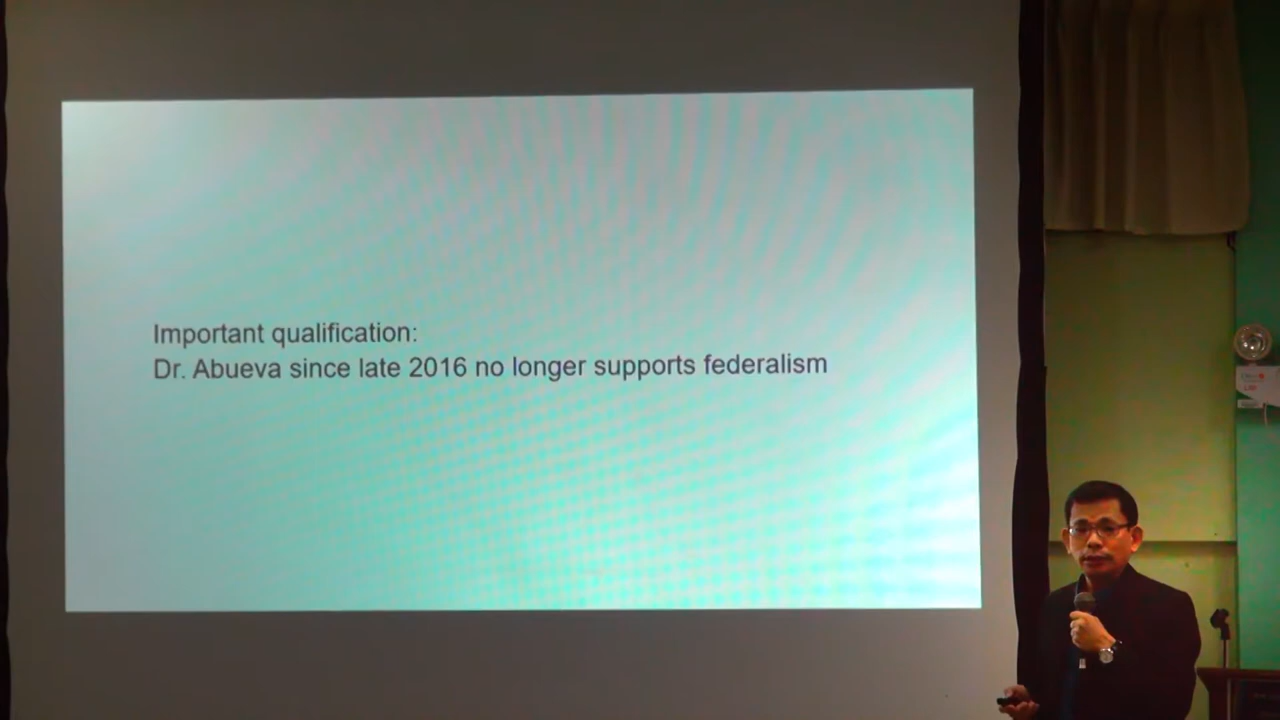 Important qualification:
Dr. Abueva since late 2016 no longer supports federalism